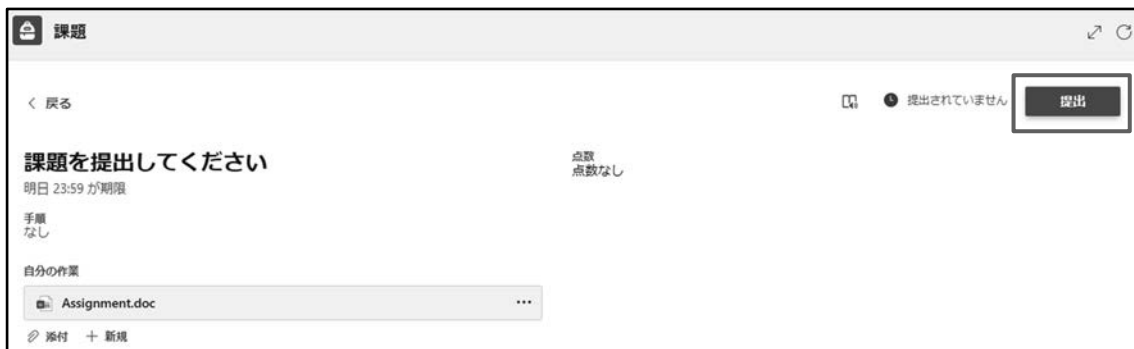 課題
戻る
提出されていません
提出
課題を提出してください
明日 23:59 が期限
点数
点数なし
手順
なし
自分の作業
Assignment.doc
添付
新規